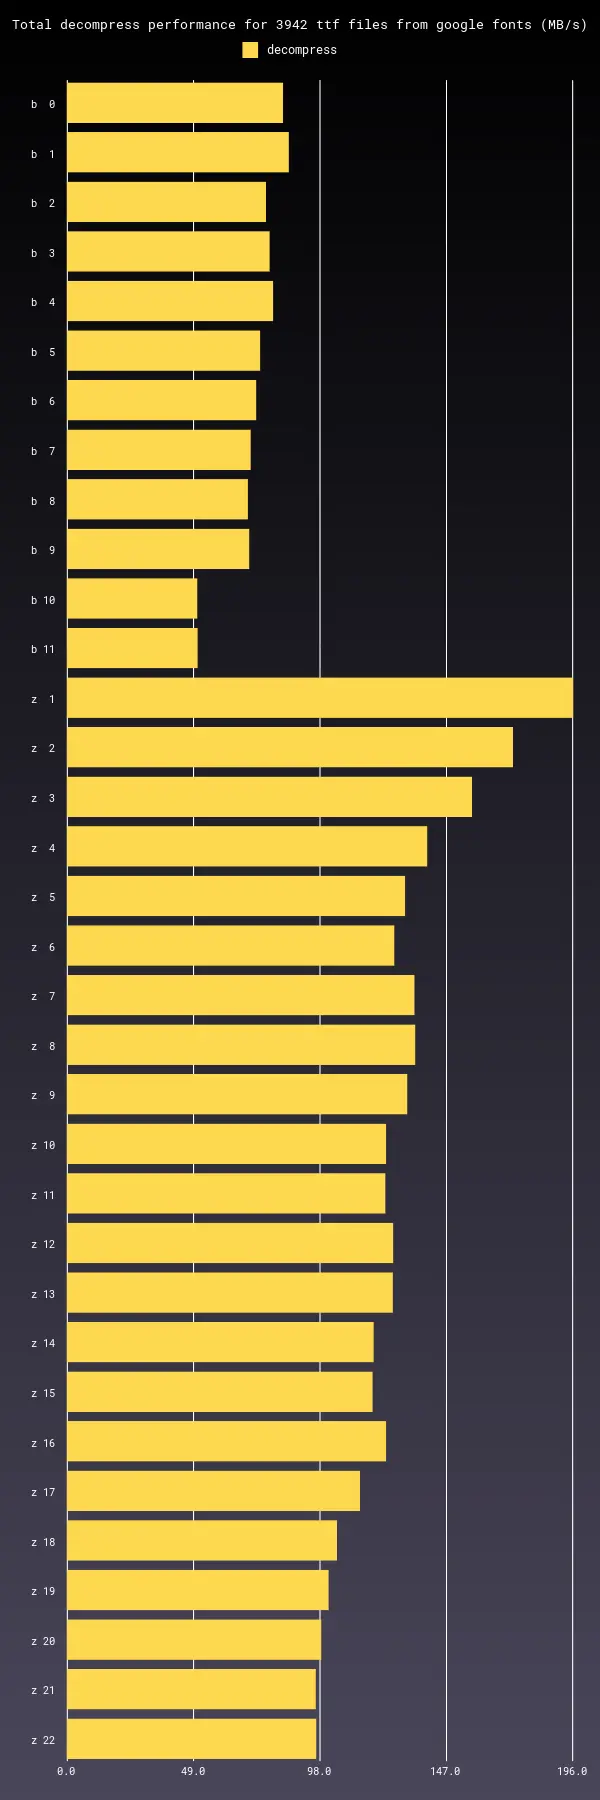 Total decompress performance for 3942 ttf files from google fonts (MB/s)
decompress
b 0
b 1
b 2
b 3
b 4
b 5
b 6
b 7
b 8
b 9
b 10
b 11
z 1
z 2
z 3
z 4
z 5
z 6
z 7
z 8
z 9
z 10
z 11
z 12
z 13
z 14
z 15
z 16
z 17
z 18
z 19
z 20
z 21
z 22
0.0 49.0 98.0 147.0 196.0